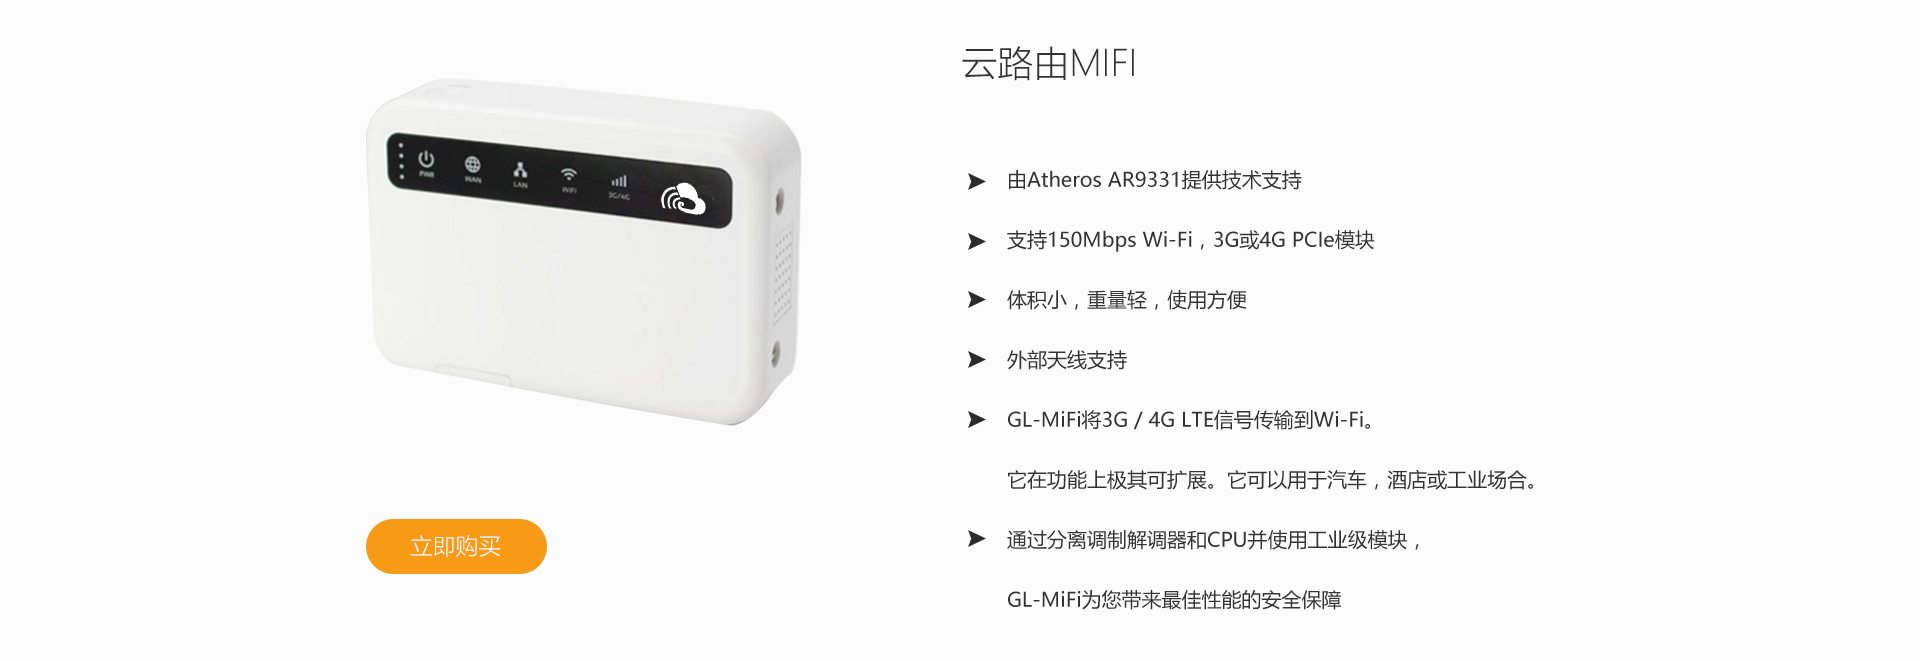 云路由MIFI
PWR
WAN
LAN
WIFI
3G/4G
由Atheros AR9331提供技术支持
支持150Mbps Wi-Fi，3G或4G PCIe模块
体积小，重量轻，使用方便
外部天线支持
GL-MiFi将3G / 4G LTE信号传输到Wi-Fi。
它在功能上极其可扩展。它可以用于汽车，酒店或工业场合。
通过分离调制解调器和CPU并使用工业级模块，
GL-MiFi为您带来最佳性能的安全保障
立即购买